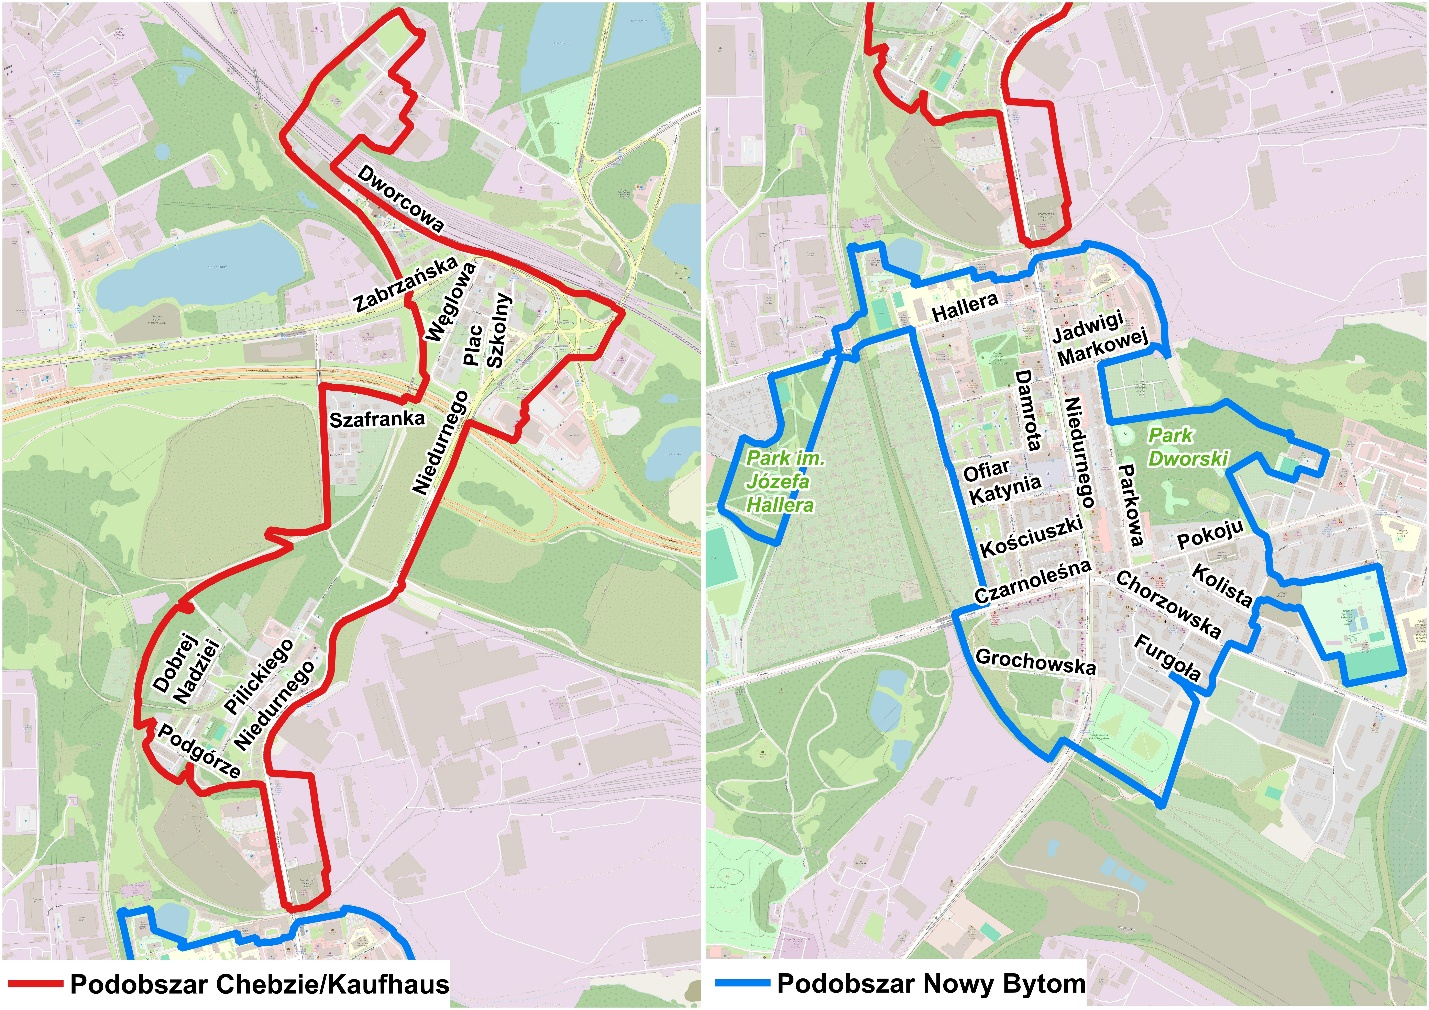 Dworcowa
Zabrzańska
Węglowa
Plac
Szkolny
Szafranka
Niedurnego
Dobrej
Nadziei
Pilickiego
Niedurnego
Podgórze
Podobszar Chebzie/Kaufhaus
Hallera
Jadwigi
Markowej
Damrota
Niedurnego
Park
Dworski
Park im.
Józefa
Hallera
Ofiar
Katynia
Parkowa
Kościuszki
Pokoju
Czarnoleśna
Kolista
Chorzowska
Grochowska
Furgoła
Podobszar Nowy Bytom